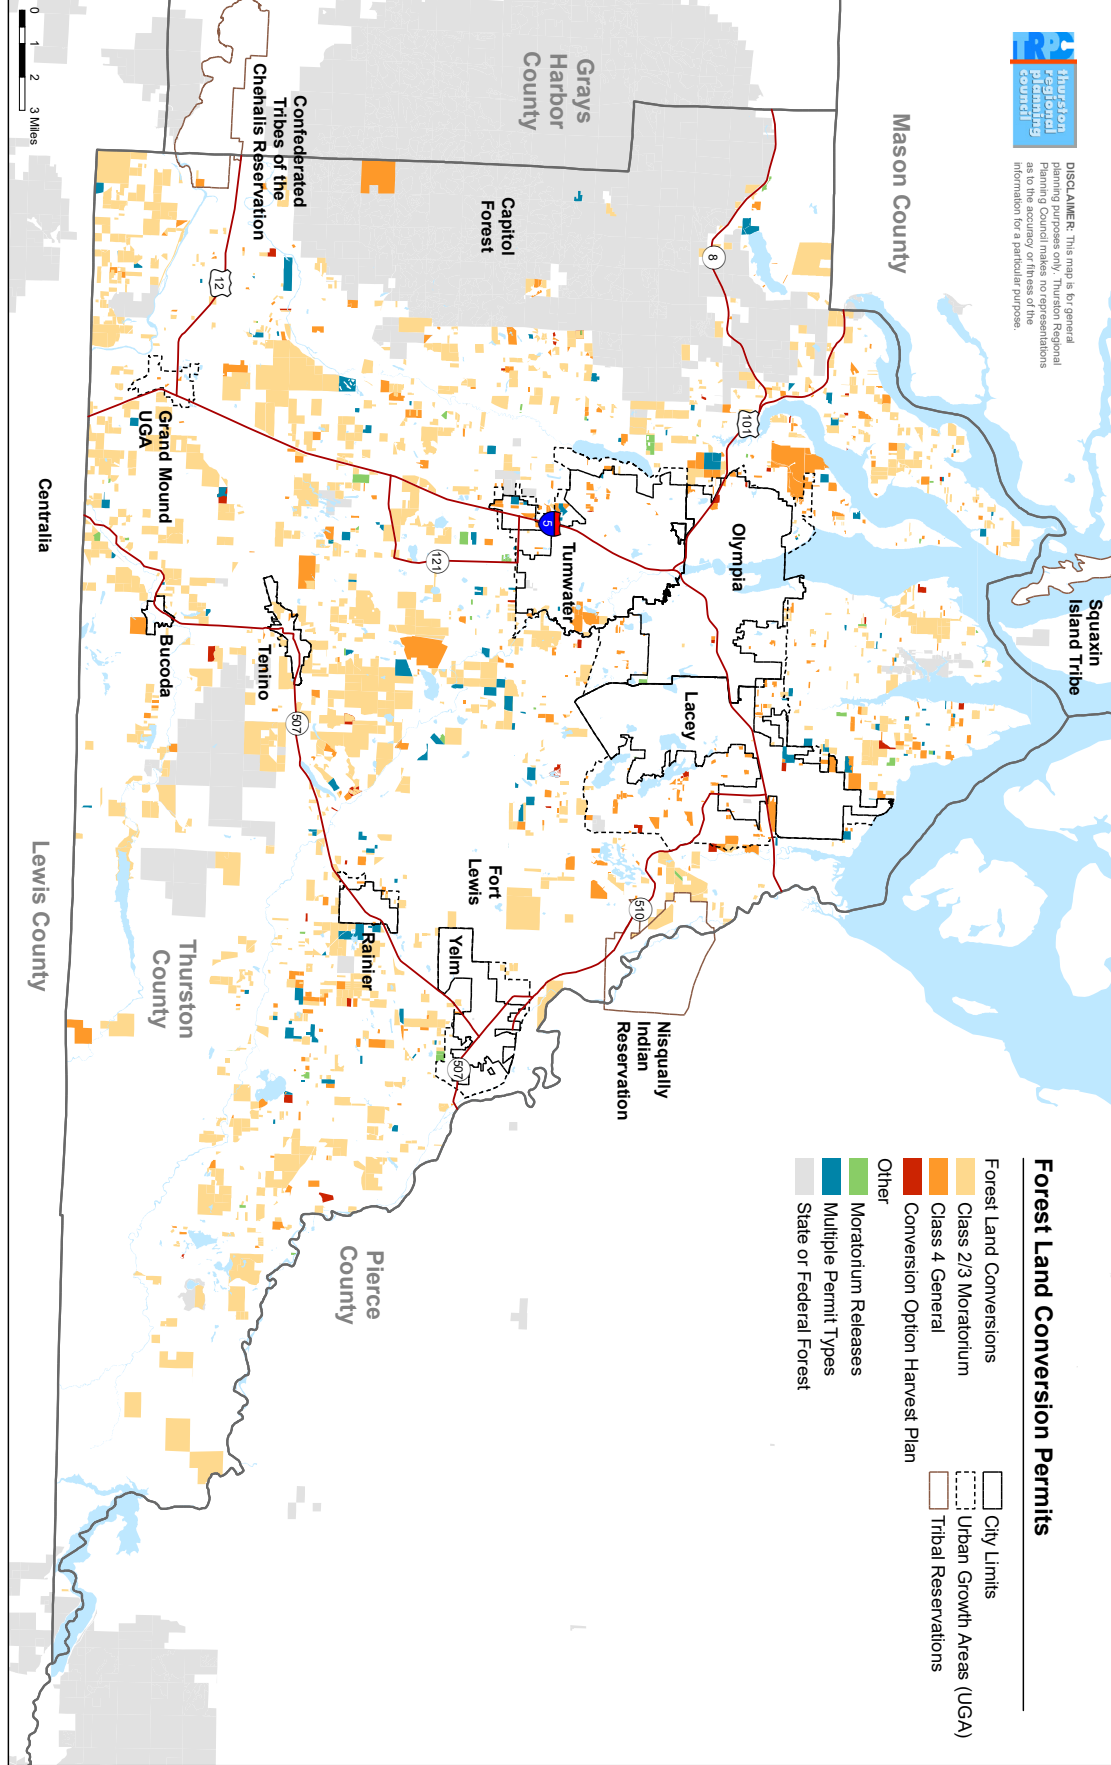 TRPC
thurston
regional
planning
council
DISCLAIMER: This map is for general
planning purposes only. Thurston Regional
Planning Council makes no representations
as to the accuracy or fitness of the
information for a particular purpose.
Forest Land Conversion Permits
Forest Land Conversions
Class 2/3 Moratorium
Class 4 General
Conversion Option Harvest Plan
Other
Moratorium Releases
Multiple Permit Types
State or Federal Forest
City Limits
Urban Growth Areas (UGA)
Tribal Reservations
Mason County
Squaxin
Island Tribe
Grays
Harbor
County
Capitol
Forest
8
101
Olympia
Lacey
5
Tumwater
121
510
Nisqually
Indian
Reservation
Fort
Lewis
Yelm
507
Rainier
Pierce
County
Confederated
Tribes of the
Chehalis Reservation
12
Grand Mound
UGA
Tenino
507
Bucoda
Thurston
County
Centralia
Lewis County
0 1 2 3 Miles